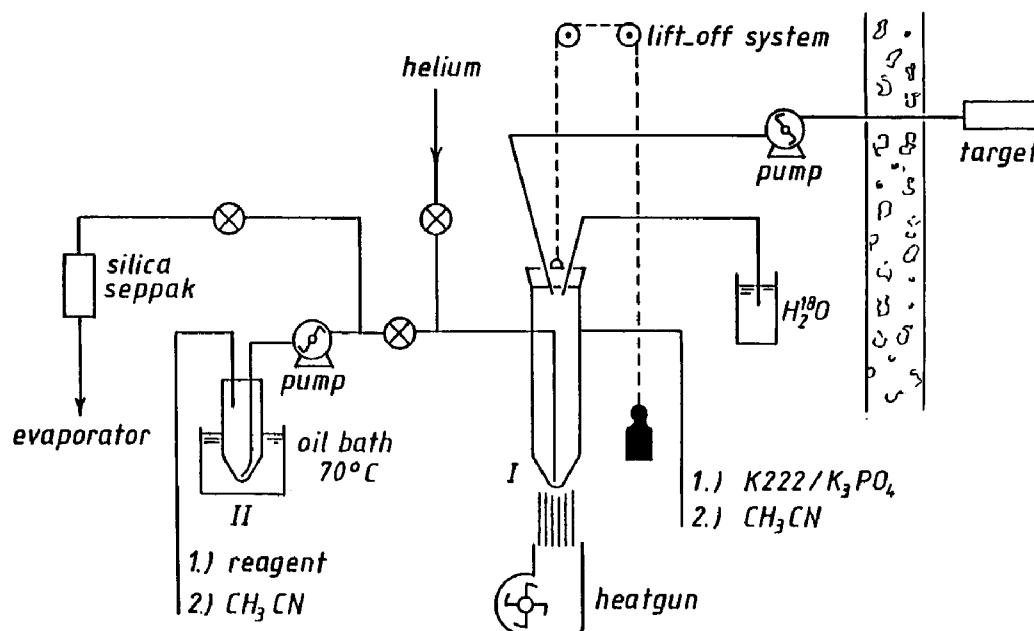 lift_off system
helium
pump
target
silica
seppak
H₂¹⁸O
pump
evaporator
oil bath
70°C
I
II
1.) K222/K₃PO₄
2.) CH₃CN
1.) reagent
2.) CH₃CN
heatgun